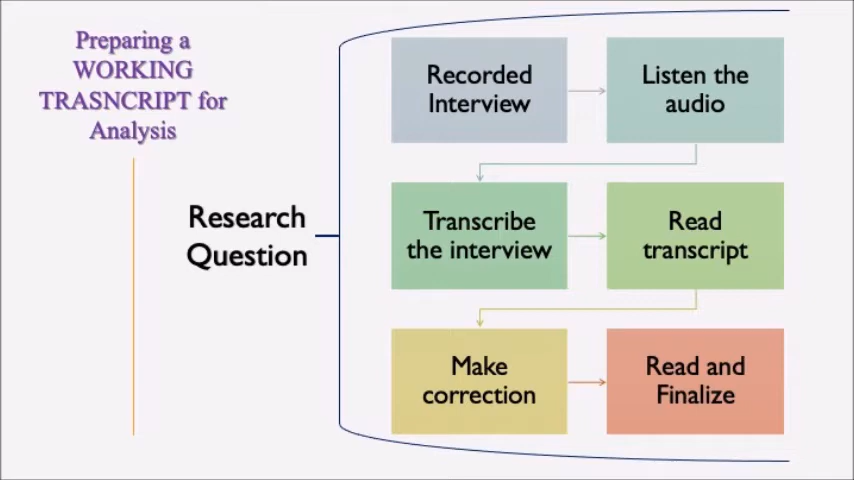 Preparing a
WORKING
TRASNCRIPT for
Analysis
Research
Question
Recorded
Interview
Listen the
audio
Transcribe
the interview
Read
transcript
Make
correction
Read and
Finalize